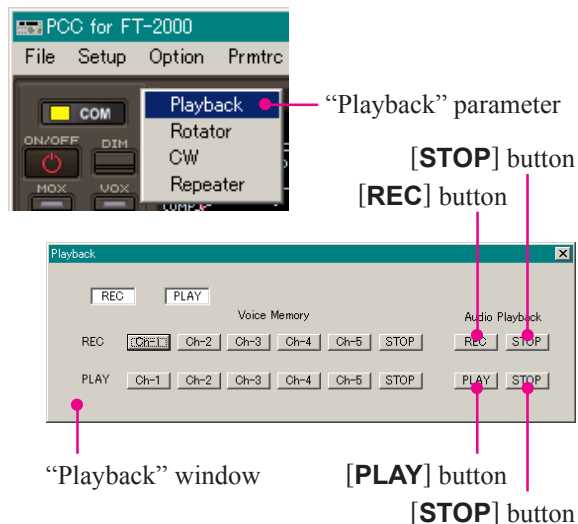 PCC for FT-2000
File Setup Option Prmtrc
COM
Playback
Rotator
CW
Repeater
ON/OFF DIM
MOX VOX
“Playback” parameter
[STOP] button
[REC] button
Playback
REC PLAY
Voice Memory Audio Playback
REC Ch-1 Ch-2 Ch-3 Ch-4 Ch-5 STOP REC STOP
PLAY Ch-1 Ch-2 Ch-3 Ch-4 Ch-5 STOP PLAY STOP
“Playback” window
[PLAY] button
[STOP] button